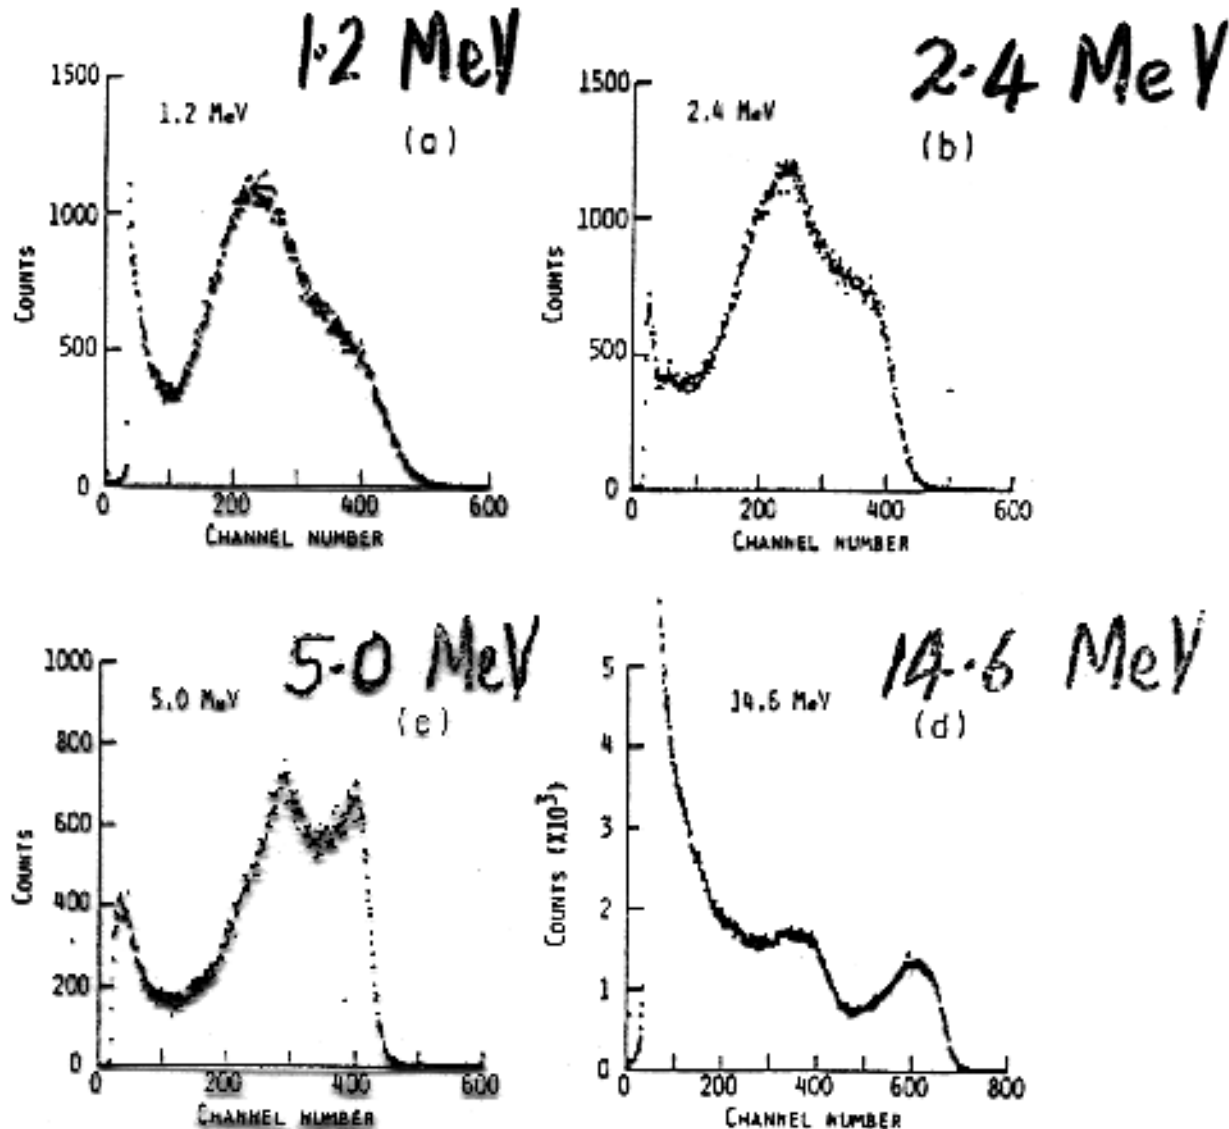 1.2 MeV
1500
1.2 MeV
(a)
1000
COUNTS
500
0
0 200 400 600
CHANNEL NUMBER
2.4 MeV
1500
2.4 MeV
(b)
1000
COUNTS
500
0
0 200 400 600
CHANNEL NUMBER
5.0 MeV
1000
5.0 MeV
(c)
800
600
COUNTS
400
200
0
0 200 400 600
CHANNEL NUMBER
14.6 MeV
5
14.6 MeV
(d)
4
3
COUNTS (X10³)
2
1
0
0 200 400 600 800
CHANNEL NUMBER